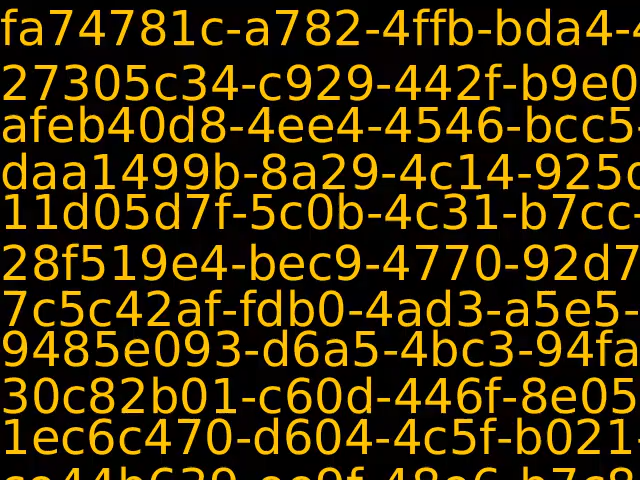 fa74781c-a782-4ffb-bda4-
27305c34-c929-442f-b9e0
afeb40d8-4ee4-4546-bcc5-
daa1499b-8a29-4c14-925c
11d05d7f-5c0b-4c31-b7cc-
28f519e4-bec9-4770-92d7
7c5c42af-fdb0-4ad3-a5e5-
9485e093-d6a5-4bc3-94fa
30c82b01-c60d-446f-8e05
1ec6c470-d604-4c5f-b021-